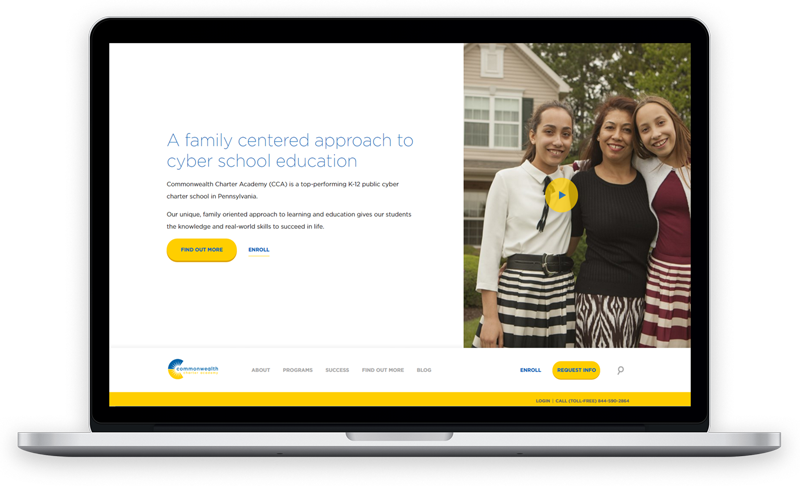 A family centered approach to
cyber school education
Commonwealth Charter Academy (CCA) is a top-performing K-12 public cyber
charter school in Pennsylvania.
Our unique, family oriented approach to learning and education gives our students
the knowledge and real-world skills to succeed in life.
FIND OUT MORE ENROLL
commonwealth
ABOUT PROGRAMS SUCCESS FIND OUT MORE BLOG ENROLL REQUEST INFO
LOGIN | CALL (TOLL-FREE) 844-590-2864